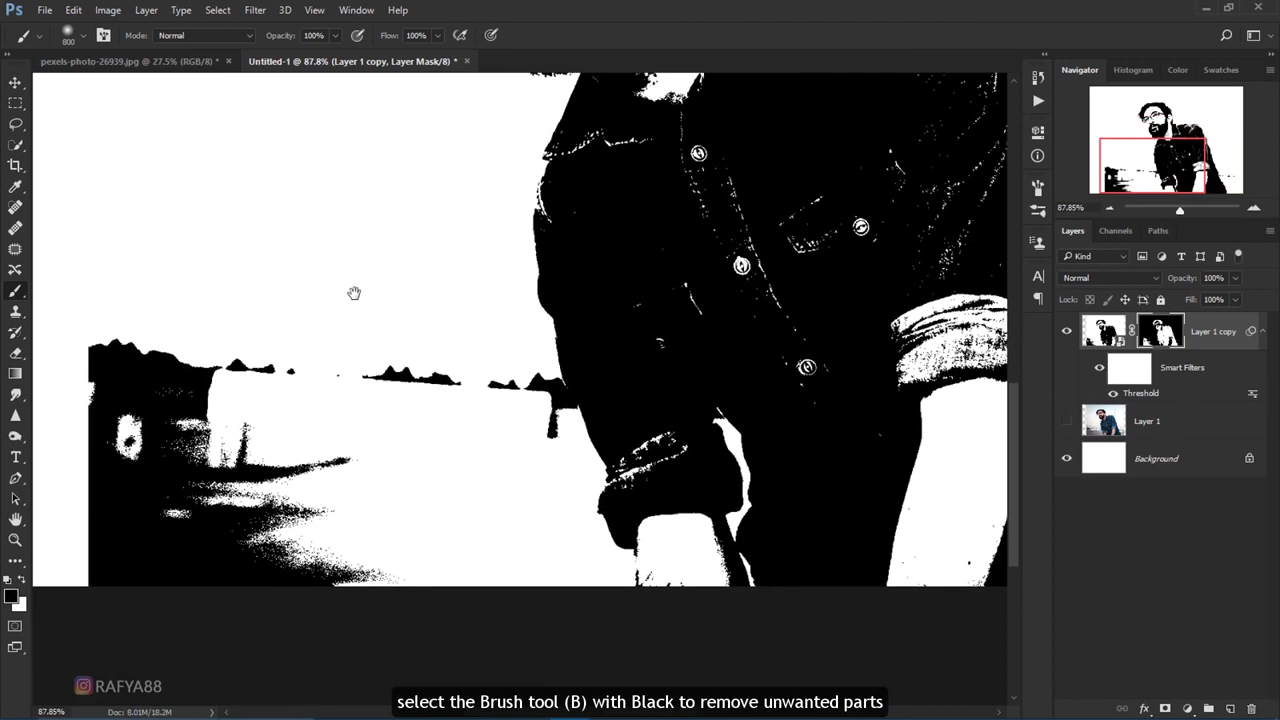 Ps File Edit Image Layer Type Select Filter 3D View Window Help
800 Mode: Normal Opacity: 100% Flow: 100%
pexels-photo-26939.jpg @ 27.5% (RGB/8) * × Untitled-1 @ 87.8% (Layer 1 copy, Layer Mask/8) * ×
Navigator Histogram Color Swatches
87.85%
Layers Channels Paths
Kind
Normal Opacity: 100%
Lock: Fill: 100%
Layer 1 copy
Smart Filters
Threshold
Layer 1
Background
RAFYA88
select the Brush tool (B) with Black to remove unwanted parts
87.85% Doc: 8.01M/18.2M